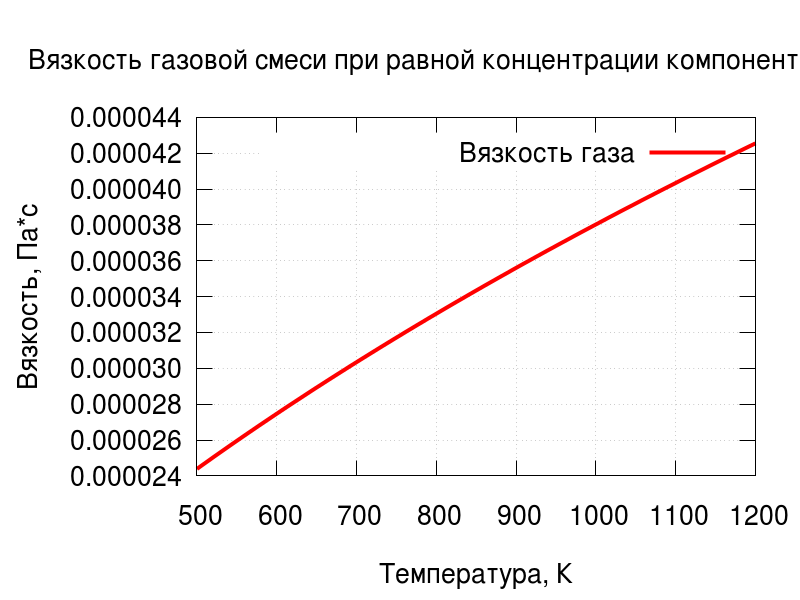 Вязкость газовой смеси при равной концентрации компонент
0.000044
0.000042
0.000040
0.000038
0.000036
0.000034
0.000032
0.000030
0.000028
0.000026
0.000024
Вязкость, Па*с
Вязкость газа
500 600 700 800 900 1000 1100 1200
Температура, К